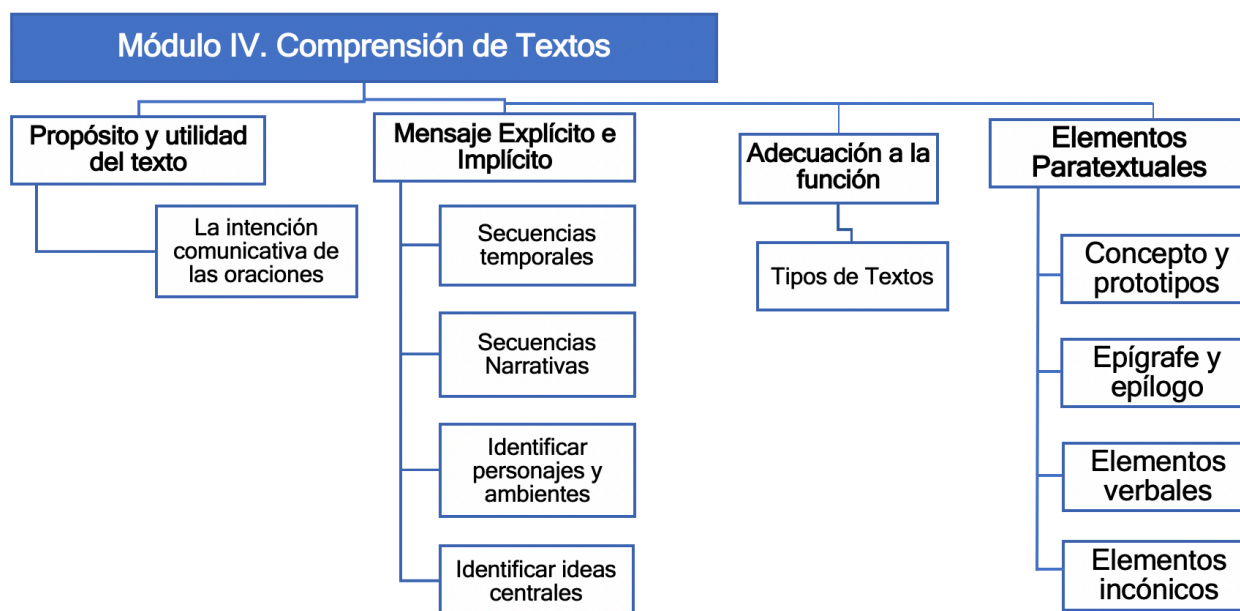 Módulo IV. Comprensión de Textos
Propósito y utilidad
del texto
La intención
comunicativa de
las oraciones
Mensaje Explícito e
Implícito
Secuencias
temporales
Secuencias
Narrativas
Identificar
personajes y
ambientes
Identificar ideas
centrales
Adecuación a la
función
Tipos de Textos
Elementos
Paratextuales
Concepto y
prototipos
Epígrafe y
epílogo
Elementos
verbales
Elementos
incónicos